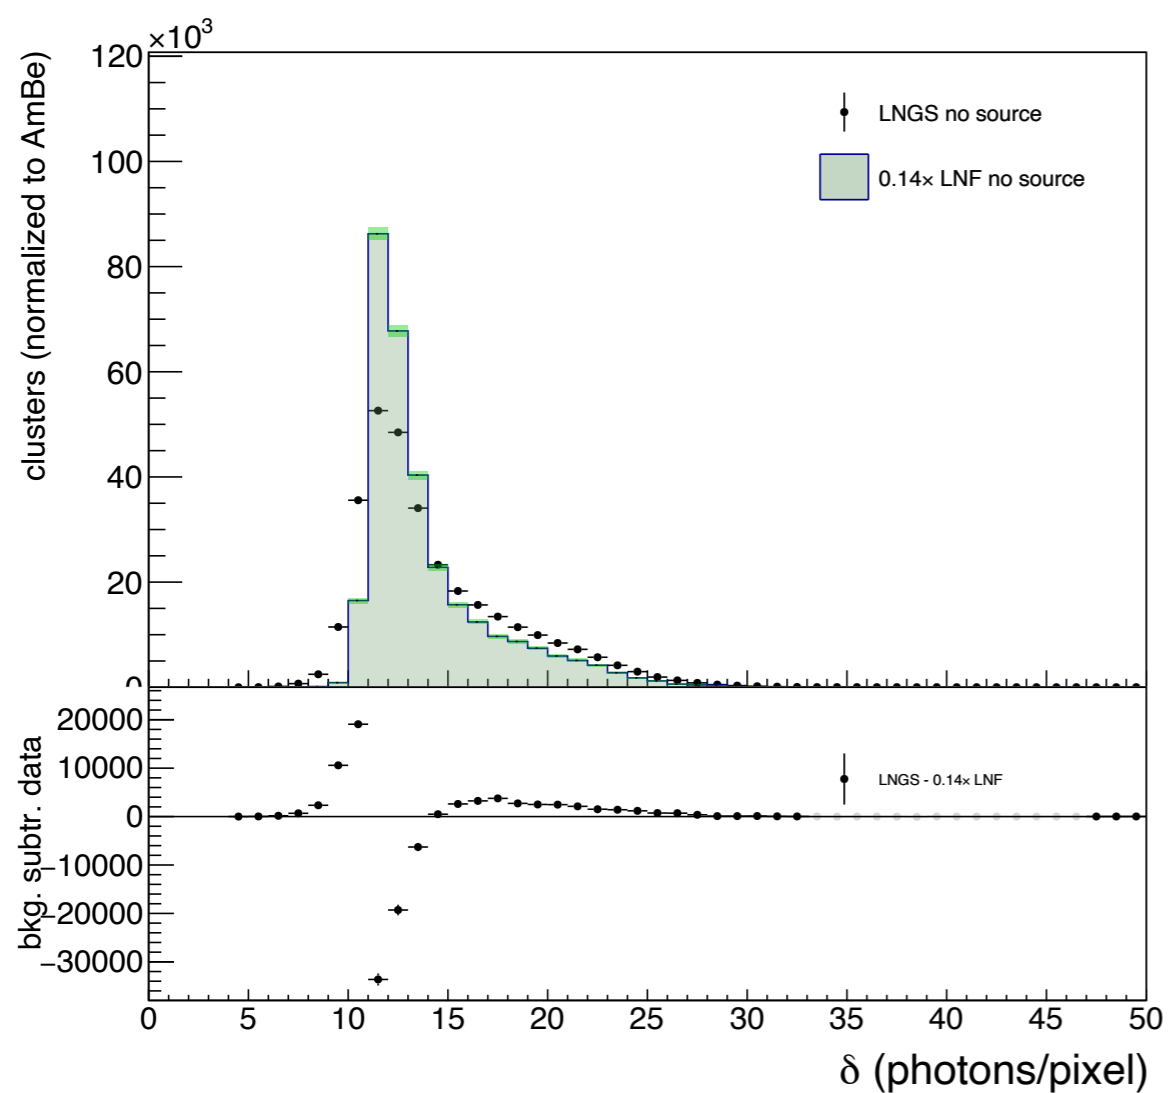 ×10³
120
100
80
60
40
20
0
clusters (normalized to AmBe)
LNGS no source
0.14× LNF no source
20000
10000
0
−10000
−20000
−30000
bkg. subtr. data
LNGS - 0.14× LNF
0 5 10 15 20 25 30 35 40 45 50
δ (photons/pixel)